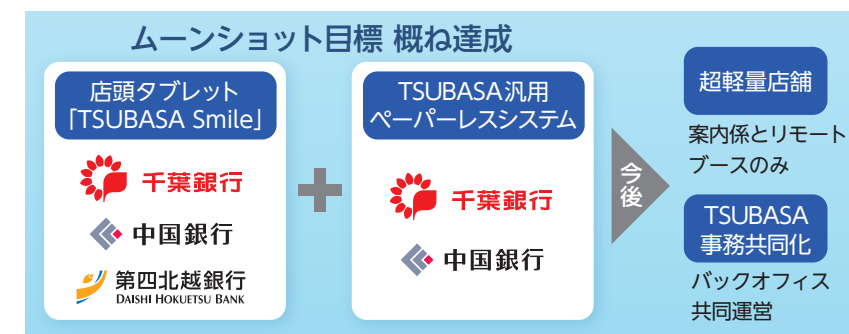 ムーンショット目標 概ね達成
店頭タブレット
「TSUBASA Smile」
千葉銀行
中国銀行
第四北越銀行
DAISHI HOKUETSU BANK
TSUBASA汎用
ペーパーレスシステム
千葉銀行
中国銀行
今後
超軽量店舗
案内係とリモート
ブースのみ
TSUBASA
事務共同化
バックオフィス
共同運営